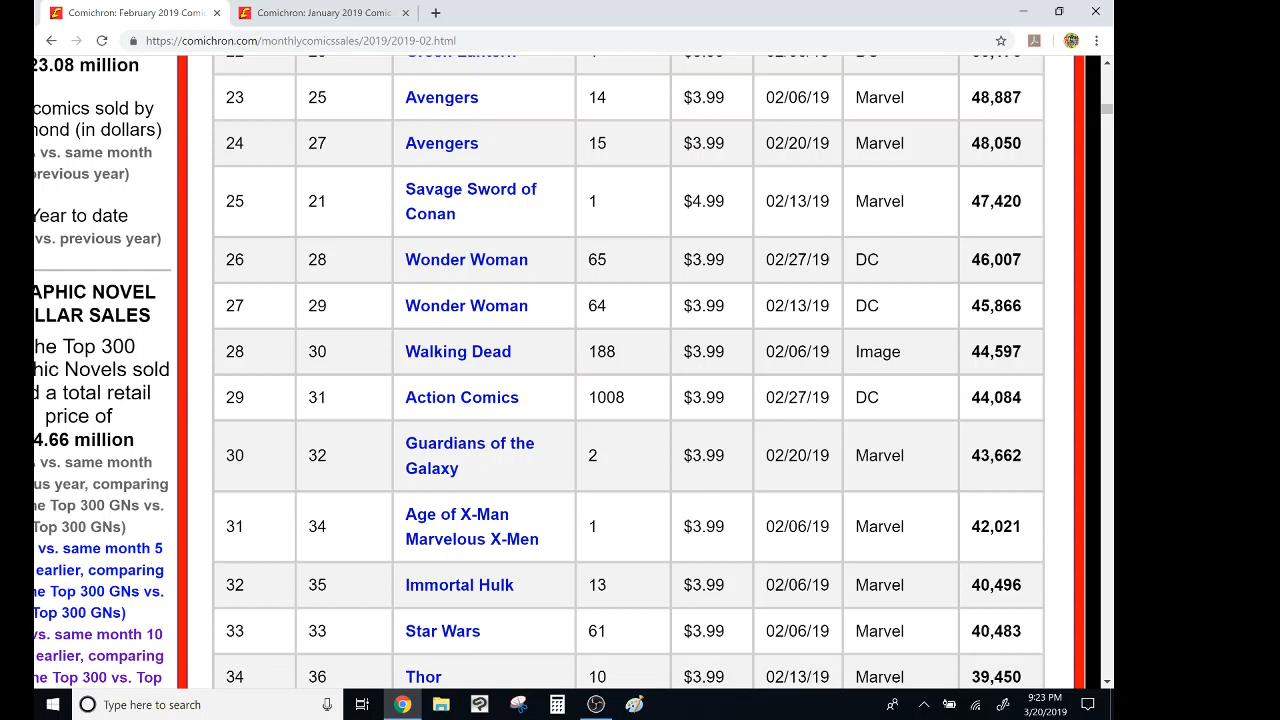 Comichron: February 2019 Comic
Comichron: January 2019 Comic
https://comichron.com/monthlycomicssales/2019/2019-02.html
23.08 million
comics sold by
mond (in dollars)
vs. same month
previous year)
Year to date
vs. previous year)
APHIC NOVEL
LLAR SALES
he Top 300
hic Novels sold
d a total retail
price of
4.66 million
vs. same month
us year, comparing
he Top 300 GNs vs.
Top 300 GNs)
vs. same month 5
earlier, comparing
he Top 300 GNs vs.
Top 300 GNs)
vs. same month 10
earlier, comparing
he Top 300 vs. Top
Green Lantern
23 25 Avengers 14 $3.99 02/06/19 Marvel 48,887
24 27 Avengers 15 $3.99 02/20/19 Marvel 48,050
25 21 Savage Sword of
Conan 1 $4.99 02/13/19 Marvel 47,420
26 28 Wonder Woman 65 $3.99 02/27/19 DC 46,007
27 29 Wonder Woman 64 $3.99 02/13/19 DC 45,866
28 30 Walking Dead 188 $3.99 02/06/19 Image 44,597
29 31 Action Comics 1008 $3.99 02/27/19 DC 44,084
30 32 Guardians of the
Galaxy 2 $3.99 02/20/19 Marvel 43,662
31 34 Age of X-Man
Marvelous X-Men 1 $3.99 02/06/19 Marvel 42,021
32 35 Immortal Hulk 13 $3.99 02/06/19 Marvel 40,496
33 33 Star Wars 61 $3.99 02/06/19 Marvel 40,483
34 36 Thor 10 $3.99 02/13/19 Marvel 39,450
Type here to search
9:23 PM
3/20/2019